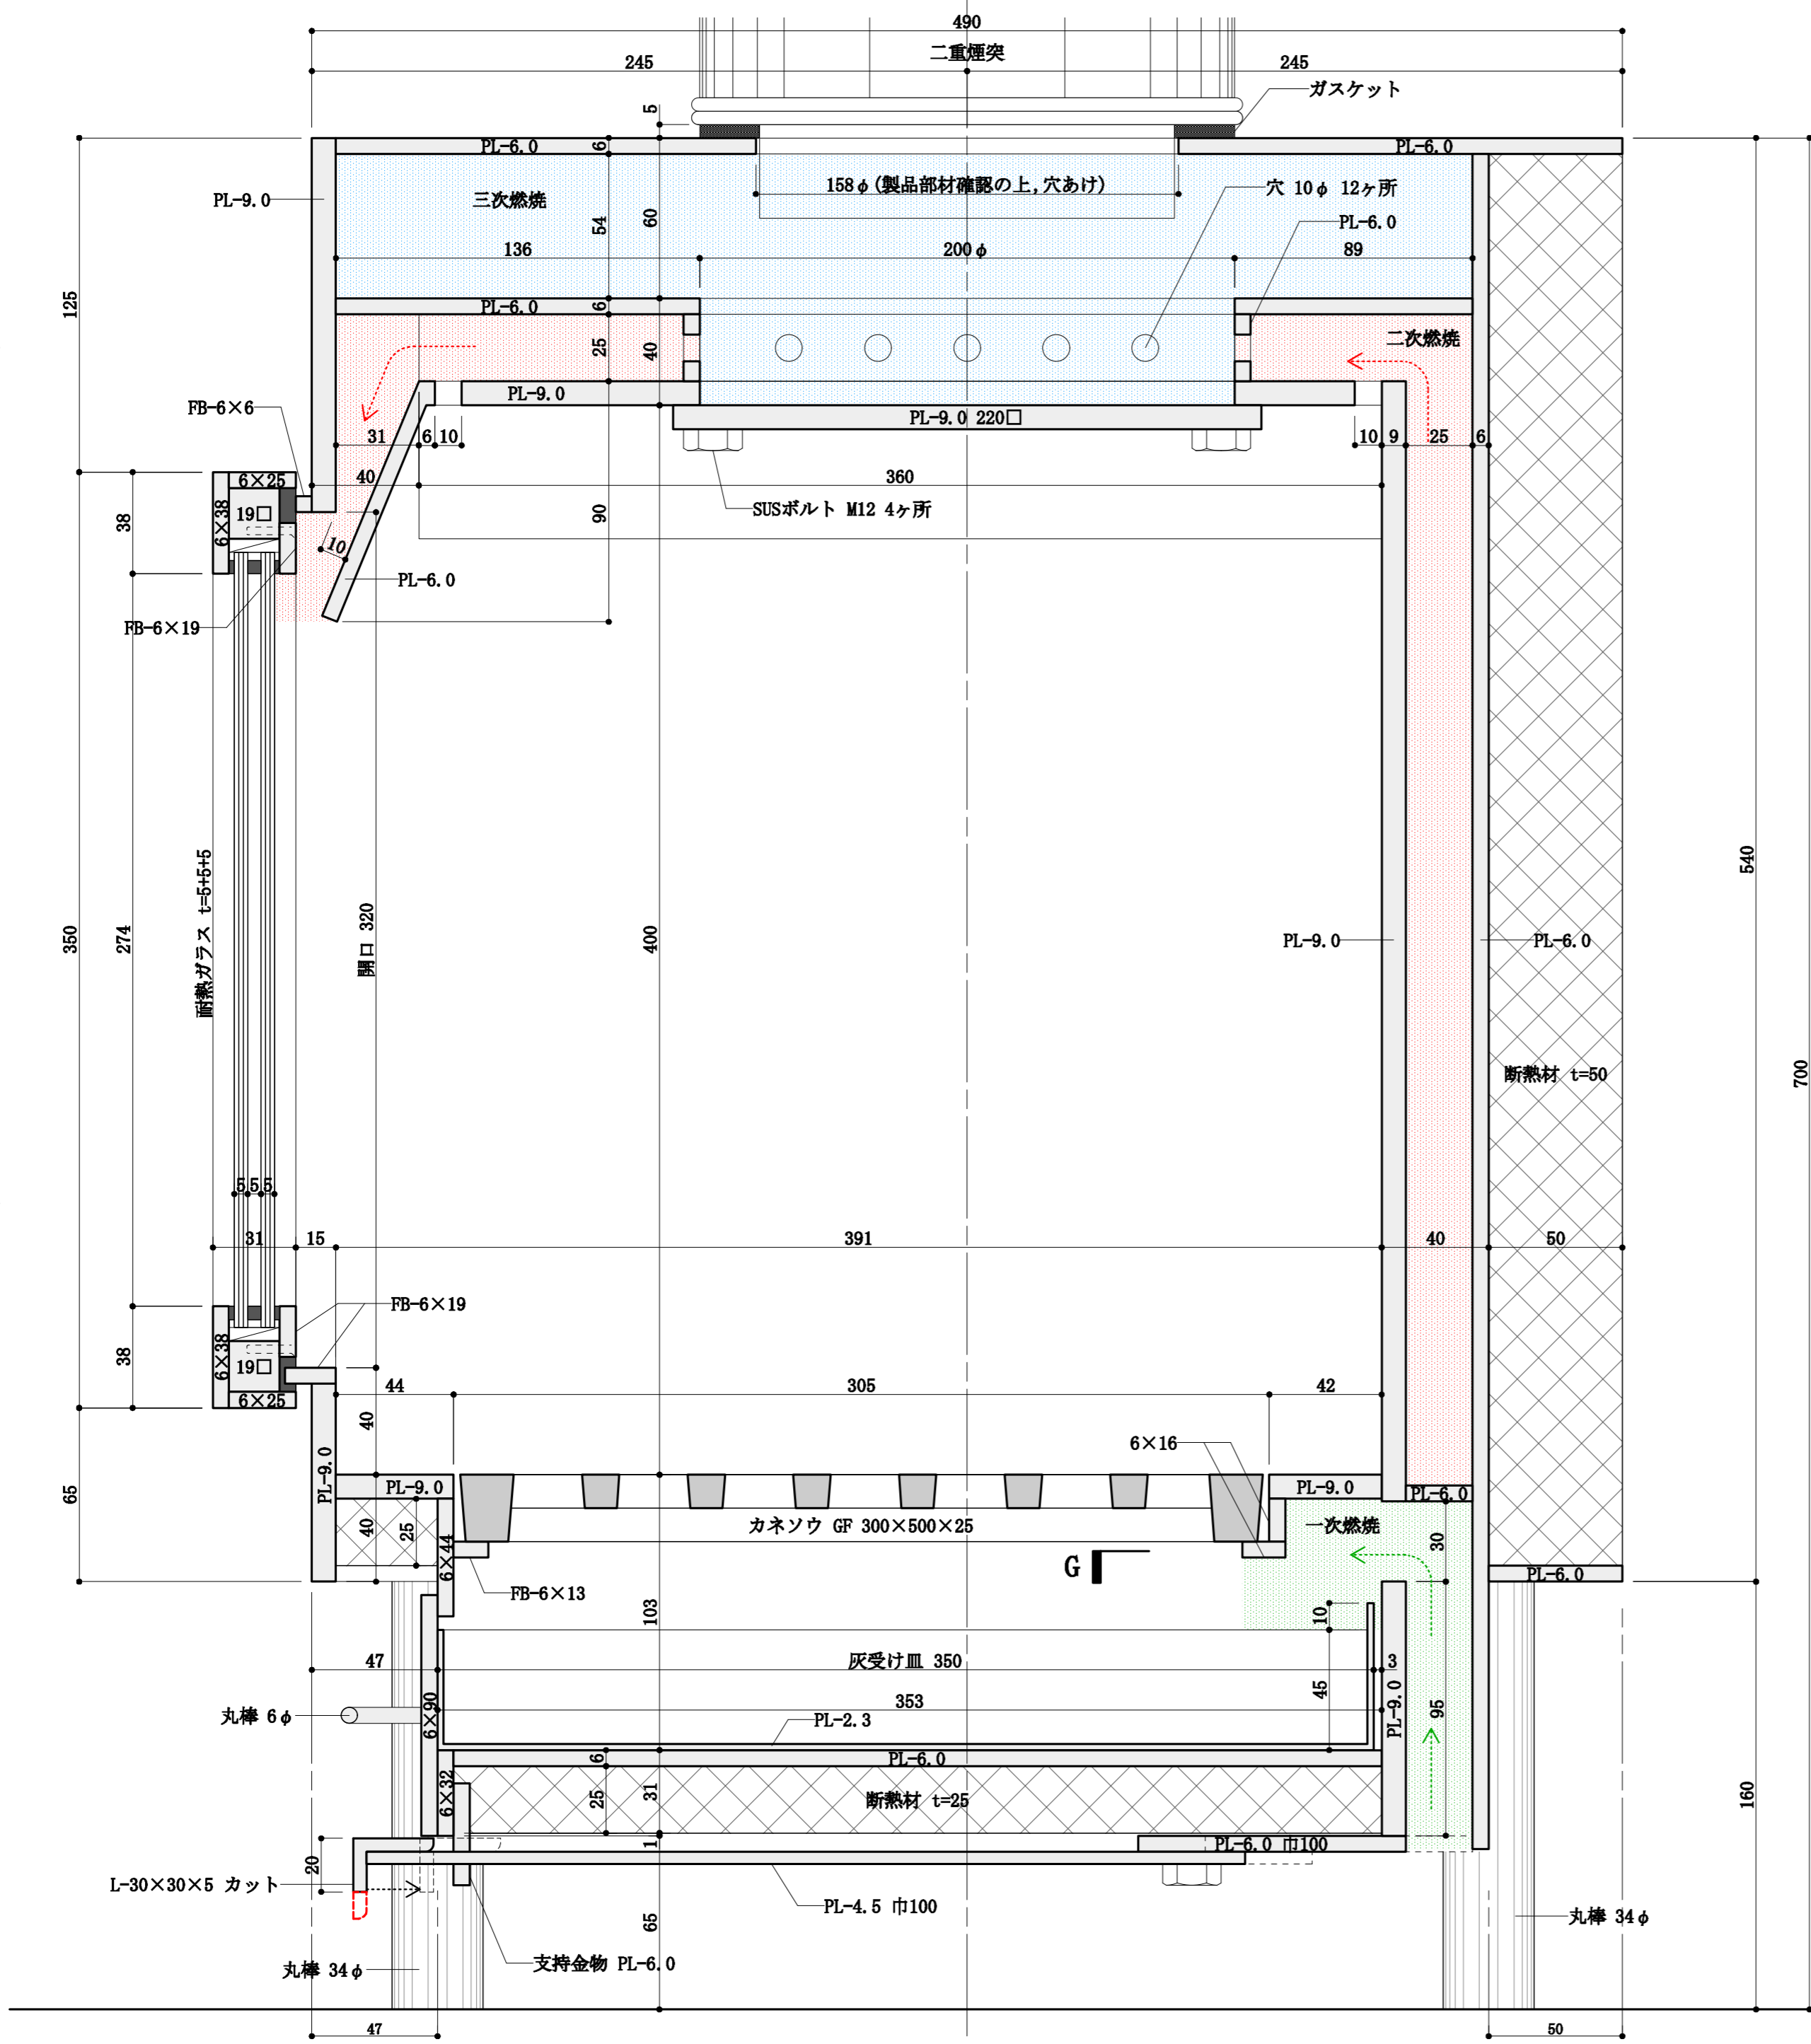 490
二重煙突
245
245
ガスケット
5
PL-6.0
6
PL-6.0
158φ(製品部材確認の上,穴あけ)
穴 10φ 12ヶ所
三次燃焼
PL-9.0
54
60
PL-6.0
136
200φ
89
125
PL-6.0
6
二次燃焼
25
40
PL-9.0
FB-6×6
PL-9.0 220□
31
6
10
10
9
25
6
40
360
6×25
SUSボルト M12 4ヶ所
38
6×38
19□
90
10
PL-6.0
FB-6×19
耐熱ガラス t=5+5+5
350
274
開口 320
400
PL-9.0
PL-6.0
540
700
断熱材 t=50
5
5
5
31
15
391
40
50
FB-6×19
38
6×38
19□
6×25
44
305
42
40
6×16
65
PL-9.0
PL-9.0
PL-9.0
PL-6.0
40
25
6×44
カネソウ GF 300×500×25
一次燃焼
30
G
PL-6.0
FB-6×13
103
10
47
灰受け皿 350
3
45
353
PL-9.0
95
丸棒 6φ
6×90
PL-2.3
6
PL-6.0
6×32
25
31
断熱材 t=25
160
20
1
PL-6.0 巾100
L-30×30×5 カット
PL-4.5 巾100
65
丸棒 34φ
支持金物 PL-6.0
丸棒 34φ
47
50